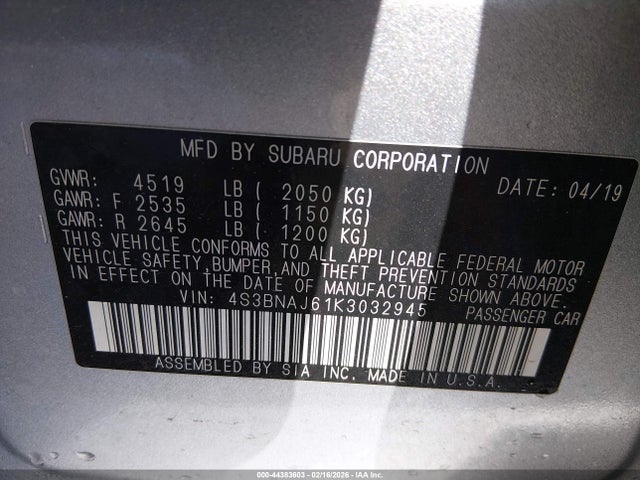 MFD BY SUBARU CORPORATION
GVWR: 4519 LB ( 2050 KG) DATE: 04/19
GAWR: F 2535 LB ( 1150 KG)
GAWR: R 2645 LB ( 1200 KG)
THIS VEHICLE CONFORMS TO ALL APPLICABLE FEDERAL MOTOR
VEHICLE SAFETY,BUMPER,AND THEFT PREVENTION STANDARDS
IN EFFECT ON THE DATE OF MANUFACTURE SHOWN ABOVE.
VIN: 4S3BNAJ61K3032945 PASSENGER CAR
ASSEMBLED BY SIA INC. MADE IN U.S.A.
000-44383603 - 02/16/2026 - IAA Inc.